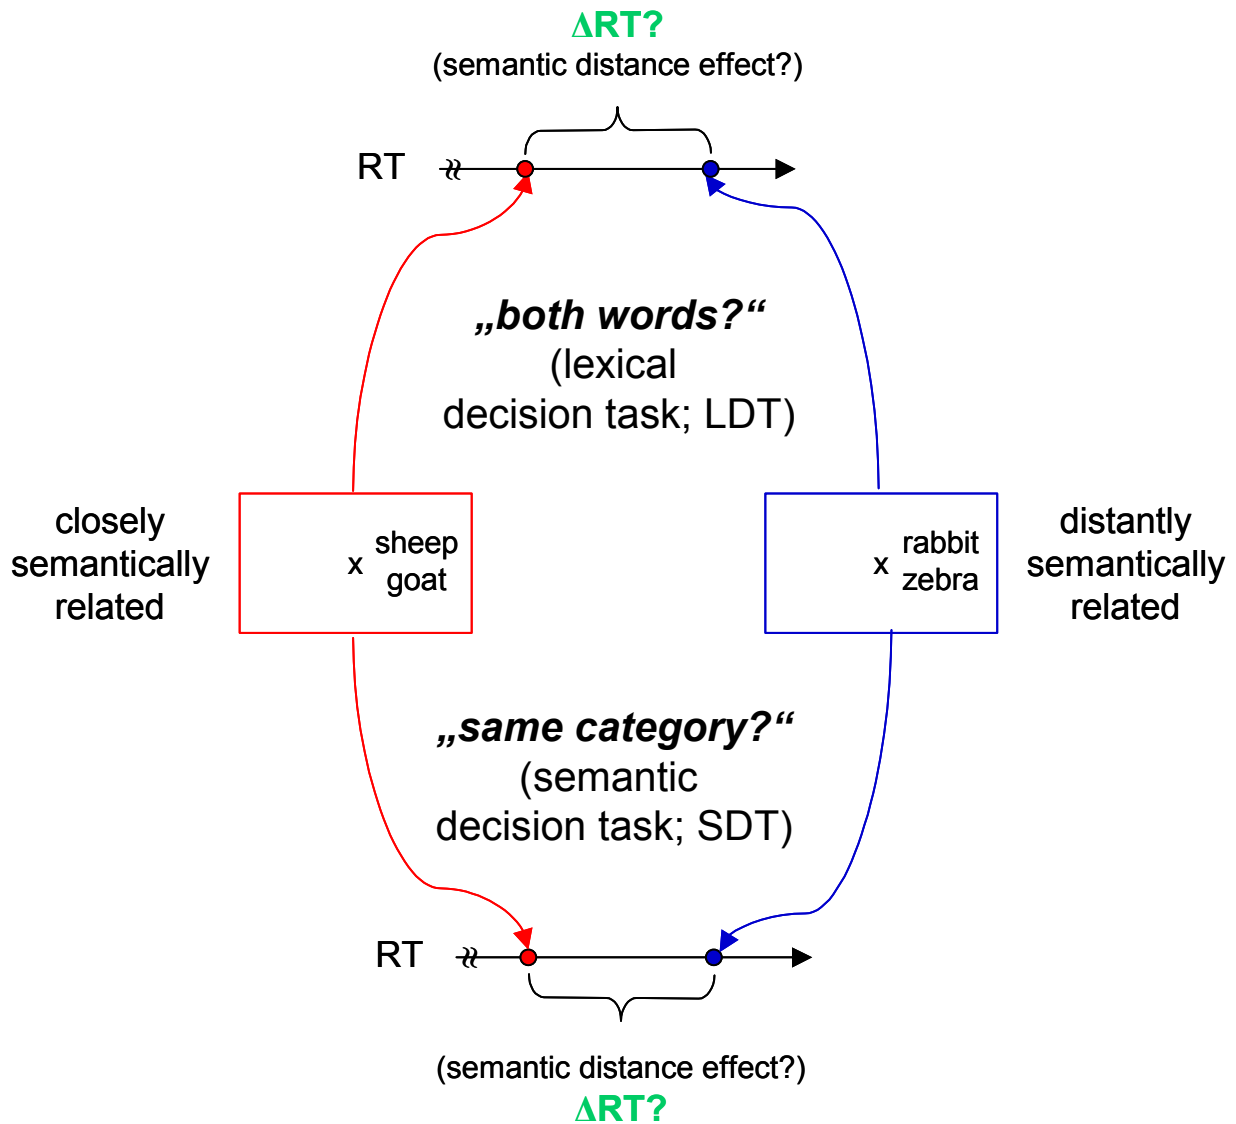 ΔRT?
(semantic distance effect?)
RT
„both words?“
(lexical
decision task; LDT)
closely
semantically
related
x
sheep
goat
x
rabbit
zebra
distantly
semantically
related
„same category?“
(semantic
decision task; SDT)
RT
(semantic distance effect?)
ΔRT?